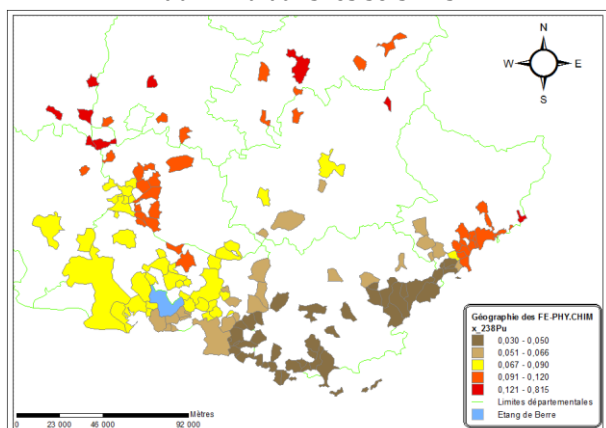 N
W E
S
Géographie des FE-PHY.CHIM
x_238Pu
0,030 - 0,050
0,051 - 0,066
0,067 - 0,090
0,091 - 0,120
0,121 - 0,815
Limites départementales
Etang de Berre
Mètres
0 23 000 46 000 92 000